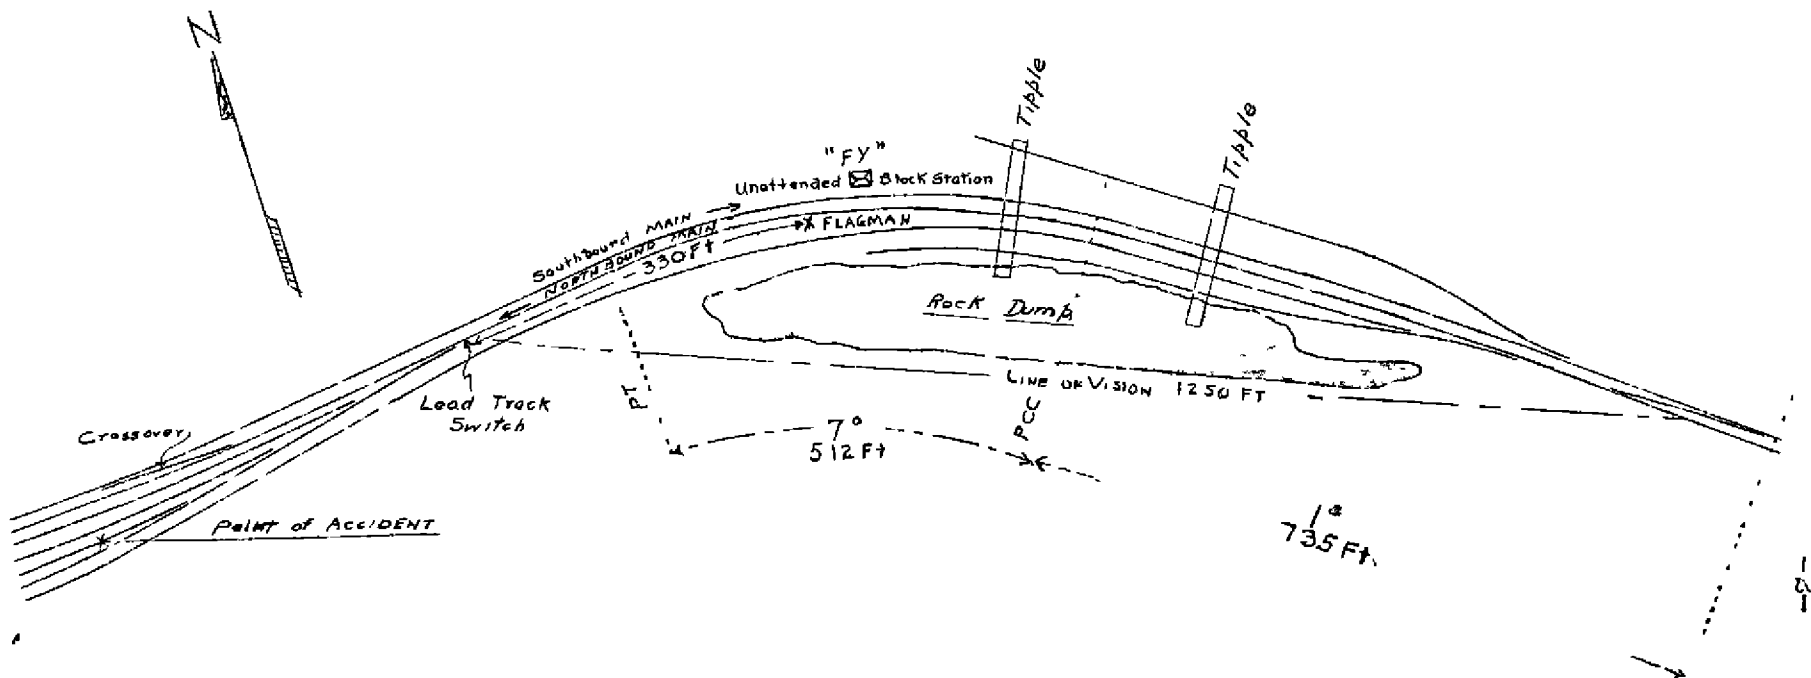 N
Tipple
Tipple
"FY"
Unattended Block Station
Southbound MAIN
NORTHBOUND MAIN
330 Ft
FLAGMAN
Rock Dump
LINE OF VISION 1250 FT
Lead Track
Switch
Crossover
PT
PCC
7°
512 Ft
Point of ACCIDENT
1°
735 Ft.